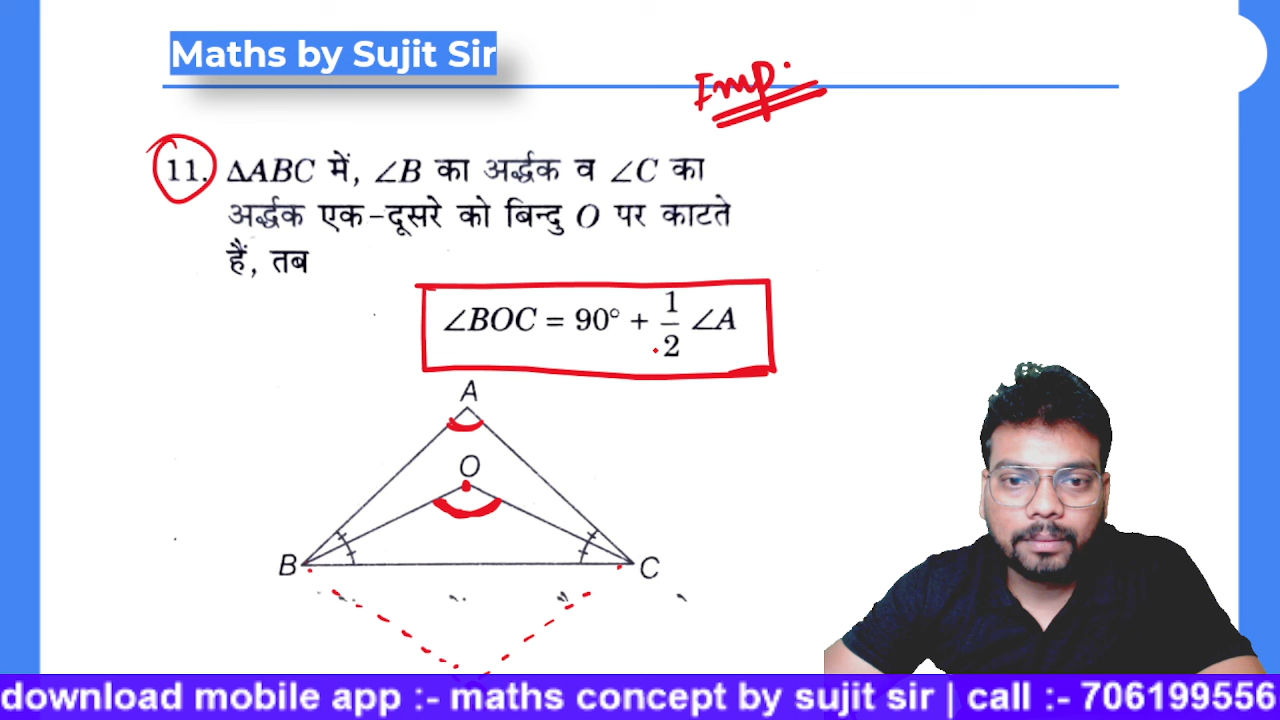 Maths by Sujit Sir
Imp.
11. ΔABC में, ∠B का अर्द्धक व ∠C का
अर्द्धक एक-दूसरे को बिन्दु O पर काटते
हैं, तब
∠BOC = 90° + 1/2 ∠A
A
O
B
C
download mobile app :- maths concept by sujit sir | call :- 706199556